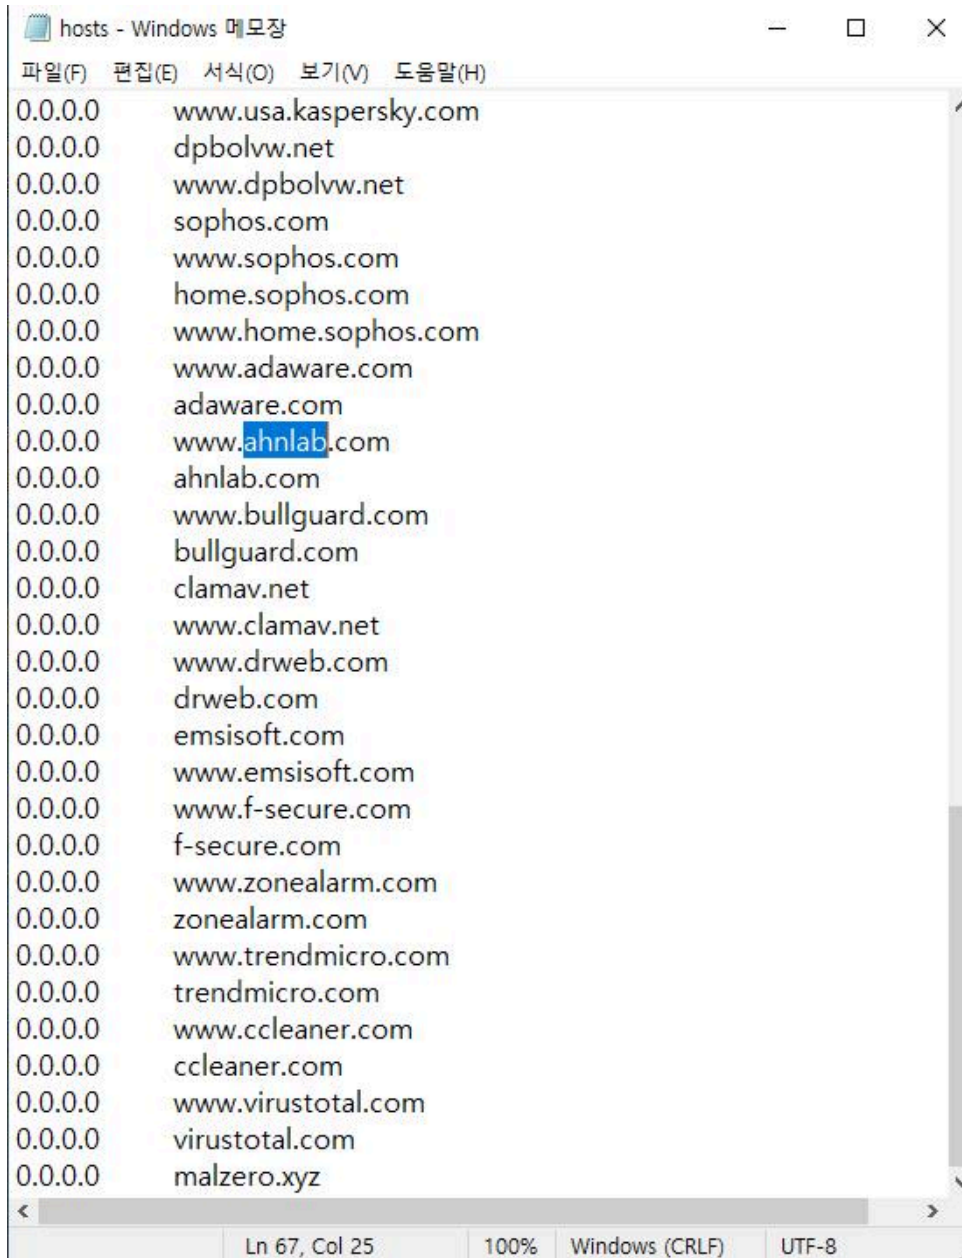 hosts - Windows 메모장
파일(F) 편집(E) 서식(O) 보기(V) 도움말(H)
0.0.0.0 www.usa.kaspersky.com
0.0.0.0 dpbolvw.net
0.0.0.0 www.dpbolvw.net
0.0.0.0 sophos.com
0.0.0.0 www.sophos.com
0.0.0.0 home.sophos.com
0.0.0.0 www.home.sophos.com
0.0.0.0 www.adaware.com
0.0.0.0 adaware.com
0.0.0.0 www.ahnlab.com
0.0.0.0 ahnlab.com
0.0.0.0 www.bullguard.com
0.0.0.0 bullguard.com
0.0.0.0 clamav.net
0.0.0.0 www.clamav.net
0.0.0.0 www.drweb.com
0.0.0.0 drweb.com
0.0.0.0 emsisoft.com
0.0.0.0 www.emsisoft.com
0.0.0.0 www.f-secure.com
0.0.0.0 f-secure.com
0.0.0.0 www.zonealarm.com
0.0.0.0 zonealarm.com
0.0.0.0 www.trendmicro.com
0.0.0.0 trendmicro.com
0.0.0.0 www.ccleaner.com
0.0.0.0 ccleaner.com
0.0.0.0 www.virustotal.com
0.0.0.0 virustotal.com
0.0.0.0 malzero.xyz
Ln 67, Col 25 100% Windows (CRLF) UTF-8